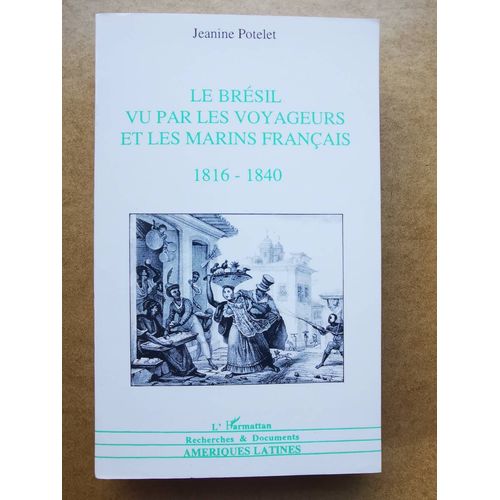 Jeanine Potelet
LE BRÉSIL
VU PAR LES VOYAGEURS
ET LES MARINS FRANÇAIS
1816 - 1840
L'Harmattan
Recherches & Documents
AMERIQUES LATINES